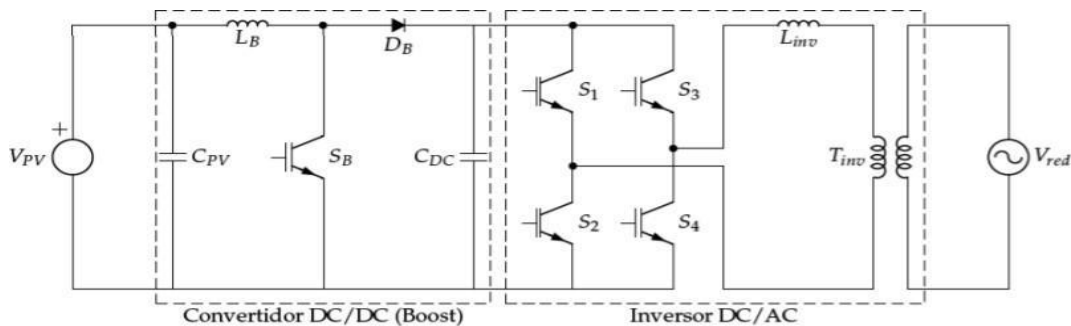 L_B
D_B
S_1
S_3
L_inv
+
V_PV
C_PV
S_B
C_DC
T_inv
V_red
S_2
S_4
Convertidor DC/DC (Boost)
Inversor DC/AC